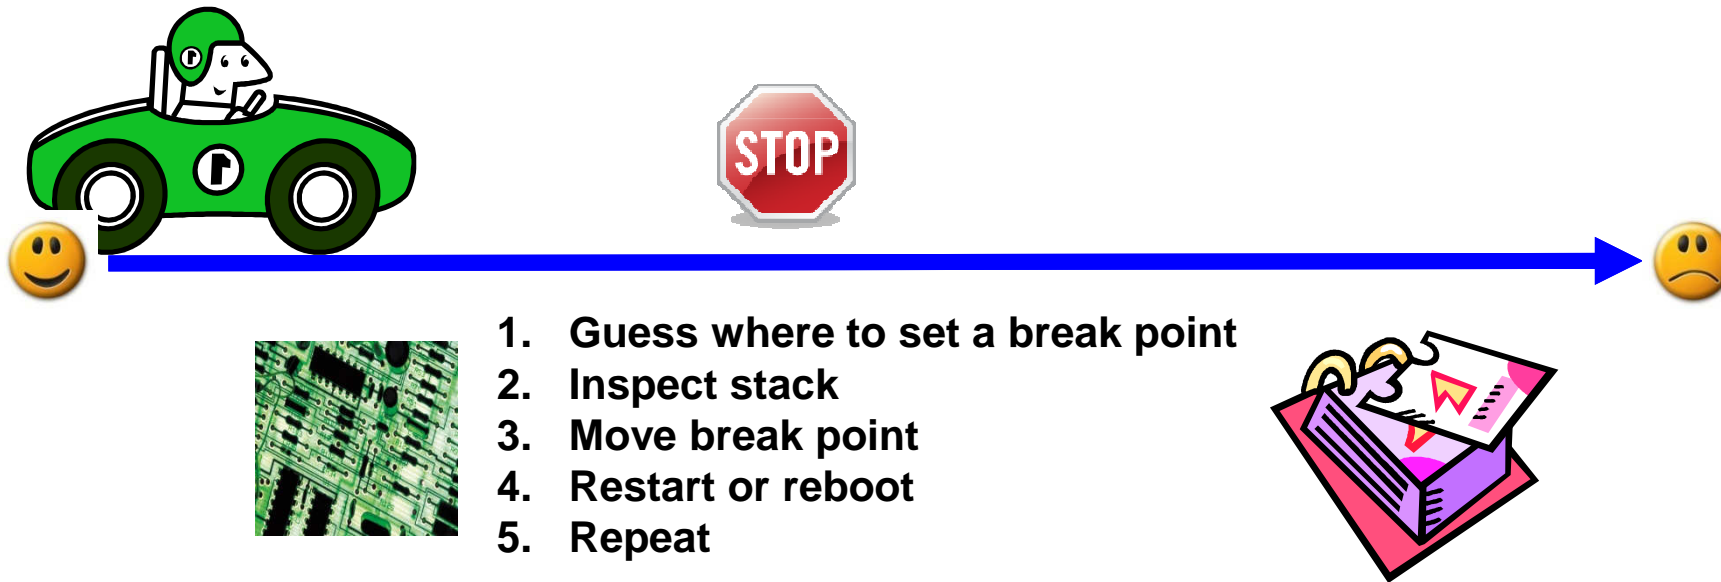 STOP
1. Guess where to set a break point
2. Inspect stack
3. Move break point
4. Restart or reboot
5. Repeat